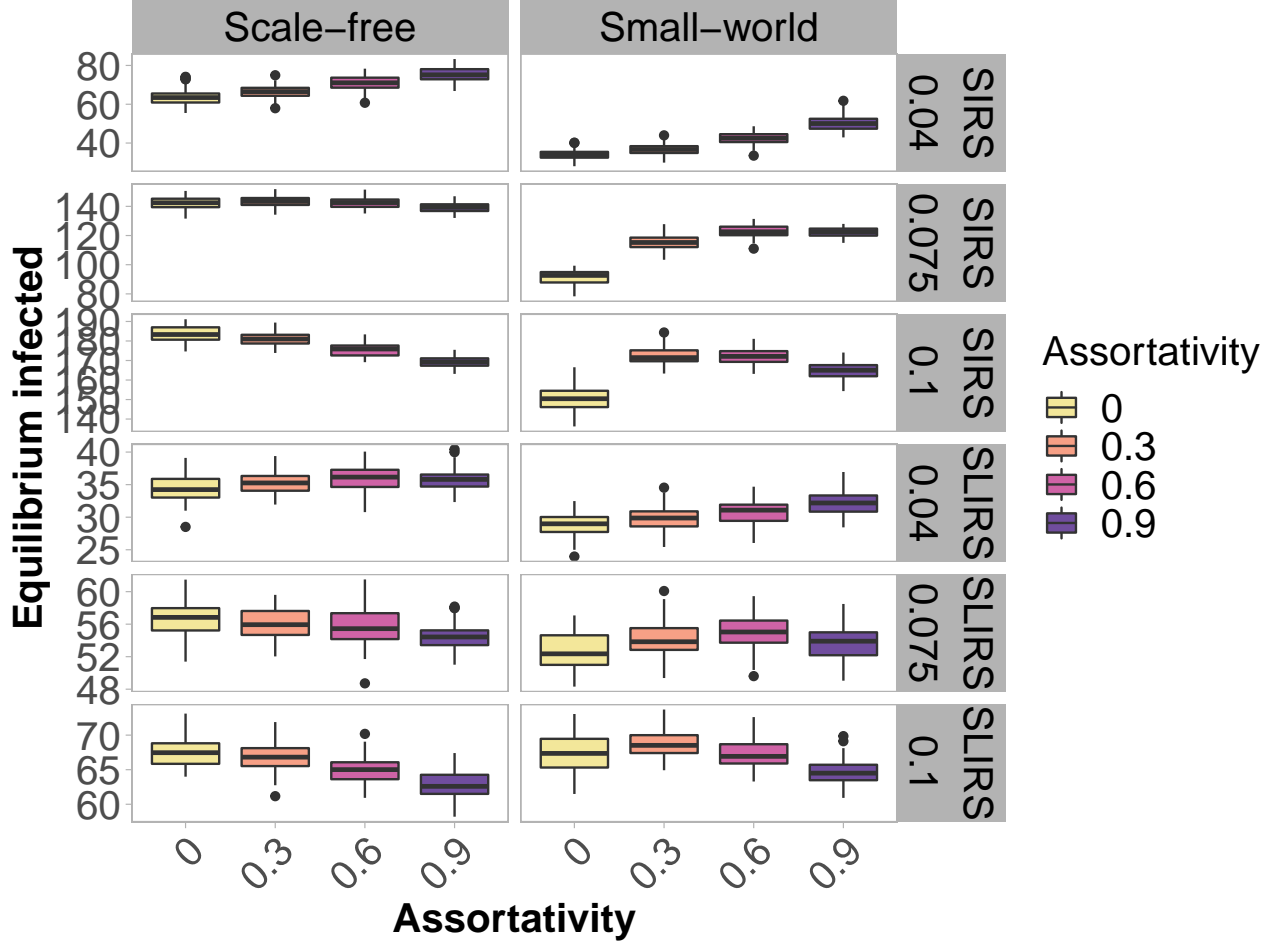 Scale−free
Small−world
Equilibrium infected
80
60
40
SIRS
0.04
140
120
100
80
SIRS
0.075
190
180
170
160
150
140
SIRS
0.1
40
35
30
25
SLIRS
0.04
60
56
52
48
SLIRS
0.075
70
65
60
SLIRS
0.1
0 0.3 0.6 0.9 0 0.3 0.6 0.9
Assortativity
Assortativity
0
0.3
0.6
0.9